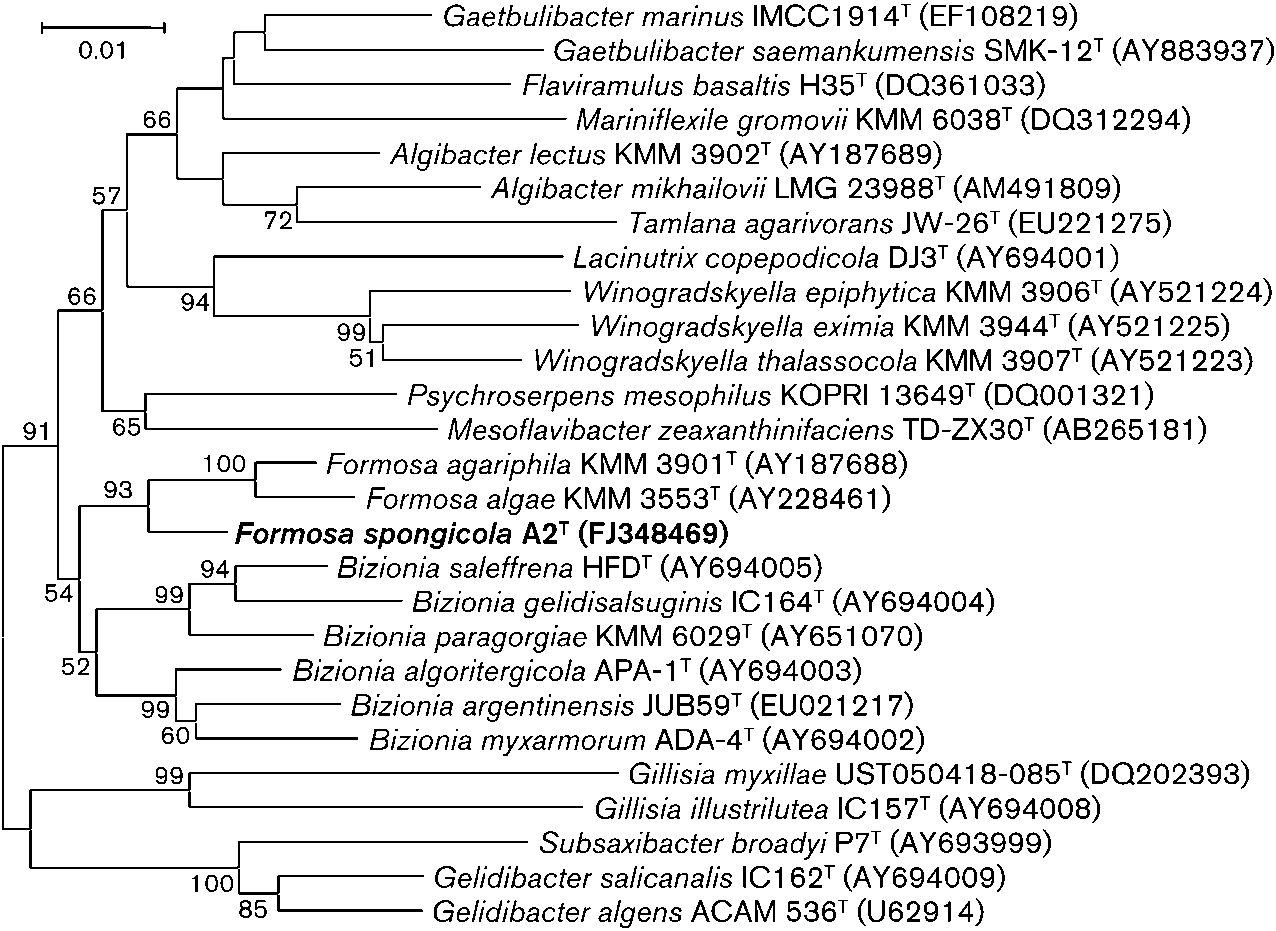 Gaetbulibacter marinus IMCC1914ᵀ (EF108219)
0.01
Gaetbulibacter saemankumensis SMK-12ᵀ (AY883937)
Flaviramulus basaltis H35ᵀ (DQ361033)
66
Mariniflexile gromovii KMM 6038ᵀ (DQ312294)
Algibacter lectus KMM 3902ᵀ (AY187689)
57
Algibacter mikhailovii LMG 23988ᵀ (AM491809)
72
Tamlana agarivorans JW-26ᵀ (EU221275)
Lacinutrix copepodicola DJ3ᵀ (AY694001)
66
94
Winogradskyella epiphytica KMM 3906ᵀ (AY521224)
99
Winogradskyella eximia KMM 3944ᵀ (AY521225)
51
Winogradskyella thalassocola KMM 3907ᵀ (AY521223)
Psychroserpens mesophilus KOPRI 13649ᵀ (DQ001321)
65
Mesoflavibacter zeaxanthinifaciens TD-ZX30ᵀ (AB265181)
91
100
Formosa agariphila KMM 3901ᵀ (AY187688)
93
Formosa algae KMM 3553ᵀ (AY228461)
Formosa spongicola A2ᵀ (FJ348469)
94
Bizionia saleffrena HFDᵀ (AY694005)
54
99
Bizionia gelidisalsuginis IC164ᵀ (AY694004)
Bizionia paragorgiae KMM 6029ᵀ (AY651070)
52
Bizionia algoritergicola APA-1ᵀ (AY694003)
99
Bizionia argentinensis JUB59ᵀ (EU021217)
60
Bizionia myxarmorum ADA-4ᵀ (AY694002)
99
Gillisia myxillae UST050418-085ᵀ (DQ202393)
Gillisia illustrilutea IC157ᵀ (AY694008)
Subsaxibacter broadyi P7ᵀ (AY693999)
100
Gelidibacter salicanalis IC162ᵀ (AY694009)
85
Gelidibacter algens ACAM 536ᵀ (U62914)